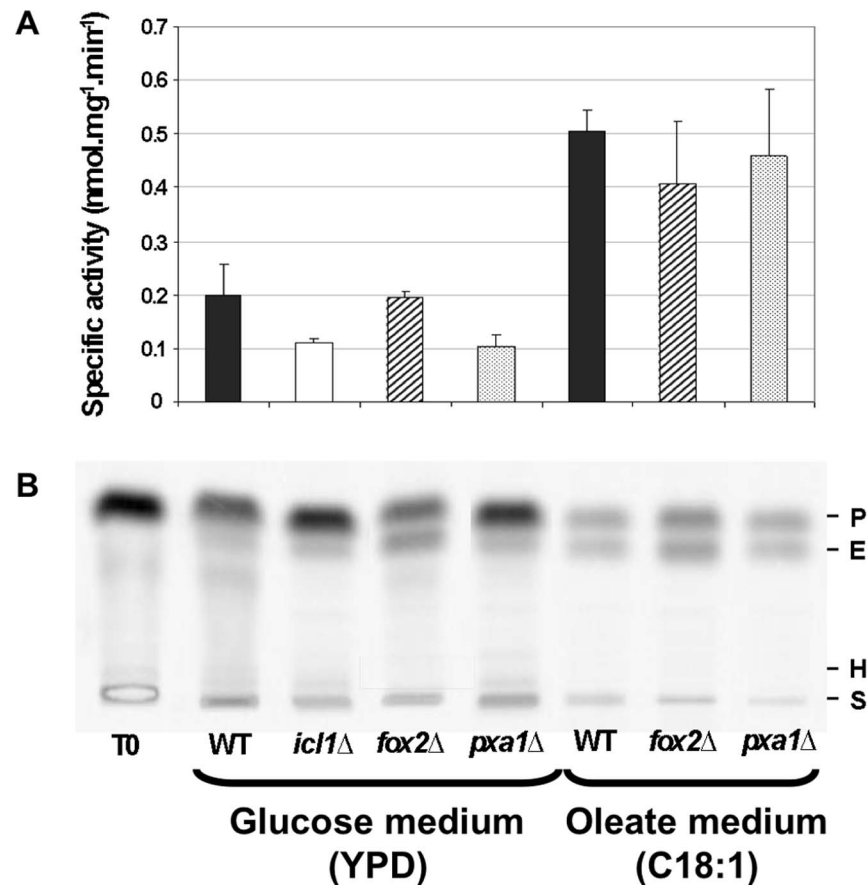 A
Specific activity (nmol.mg⁻¹.min⁻¹)
0.7
0.6
0.5
0.4
0.3
0.2
0.1
0
B
P
E
H
S
T0 WT icl1Δ fox2Δ pxa1Δ WT fox2Δ pxa1Δ
Glucose medium Oleate medium
(YPD) (C18:1)